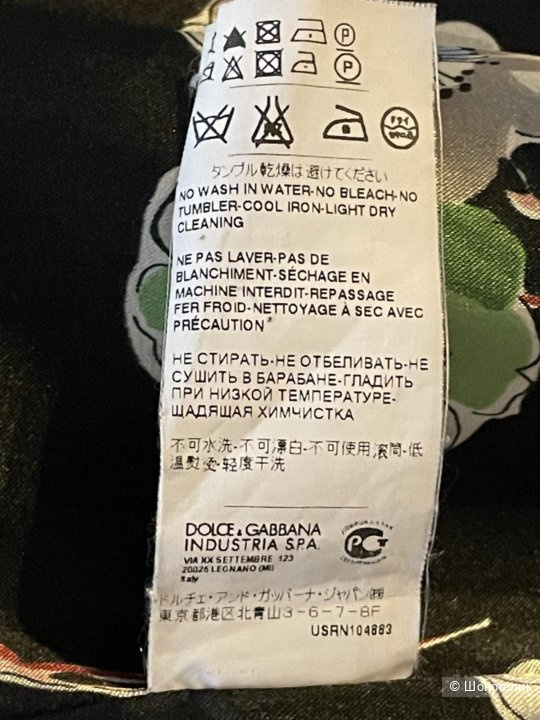 P
P
ドライ
タンブル乾燥は避けてください
NO WASH IN WATER-NO BLEACH-NO
TUMBLER-COOL IRON-LIGHT DRY
CLEANING
NE PAS LAVER-PAS DE
BLANCHIMENT-SÉCHAGE EN
MACHINE INTERDIT-REPASSAGE
FER FROID-NETTOYAGE À SEC AVEC
PRÉCAUTION
НЕ СТИРАТЬ-НЕ ОТБЕЛИВАТЬ-НЕ
СУШИТЬ В БАРАБАНЕ-ГЛАДИТЬ
ПРИ НИЗКОЙ ТЕМПЕРАТУРЕ-
ЩАДЯЩАЯ ХИМЧИСТКА
不可水洗-不可漂白-不可使用滚筒-低
温熨烫-轻度干洗
DOLCE & GABBANA
INDUSTRIA S.P.A.
VIA XX SETTEMBRE 123
20025 LEGNANO (MI)
Italy
ドルチェ・アンド・ガッバーナ・ジャパン㈱
東京都港区北青山3-6-7-8F
USRN104883
© Шопоголик